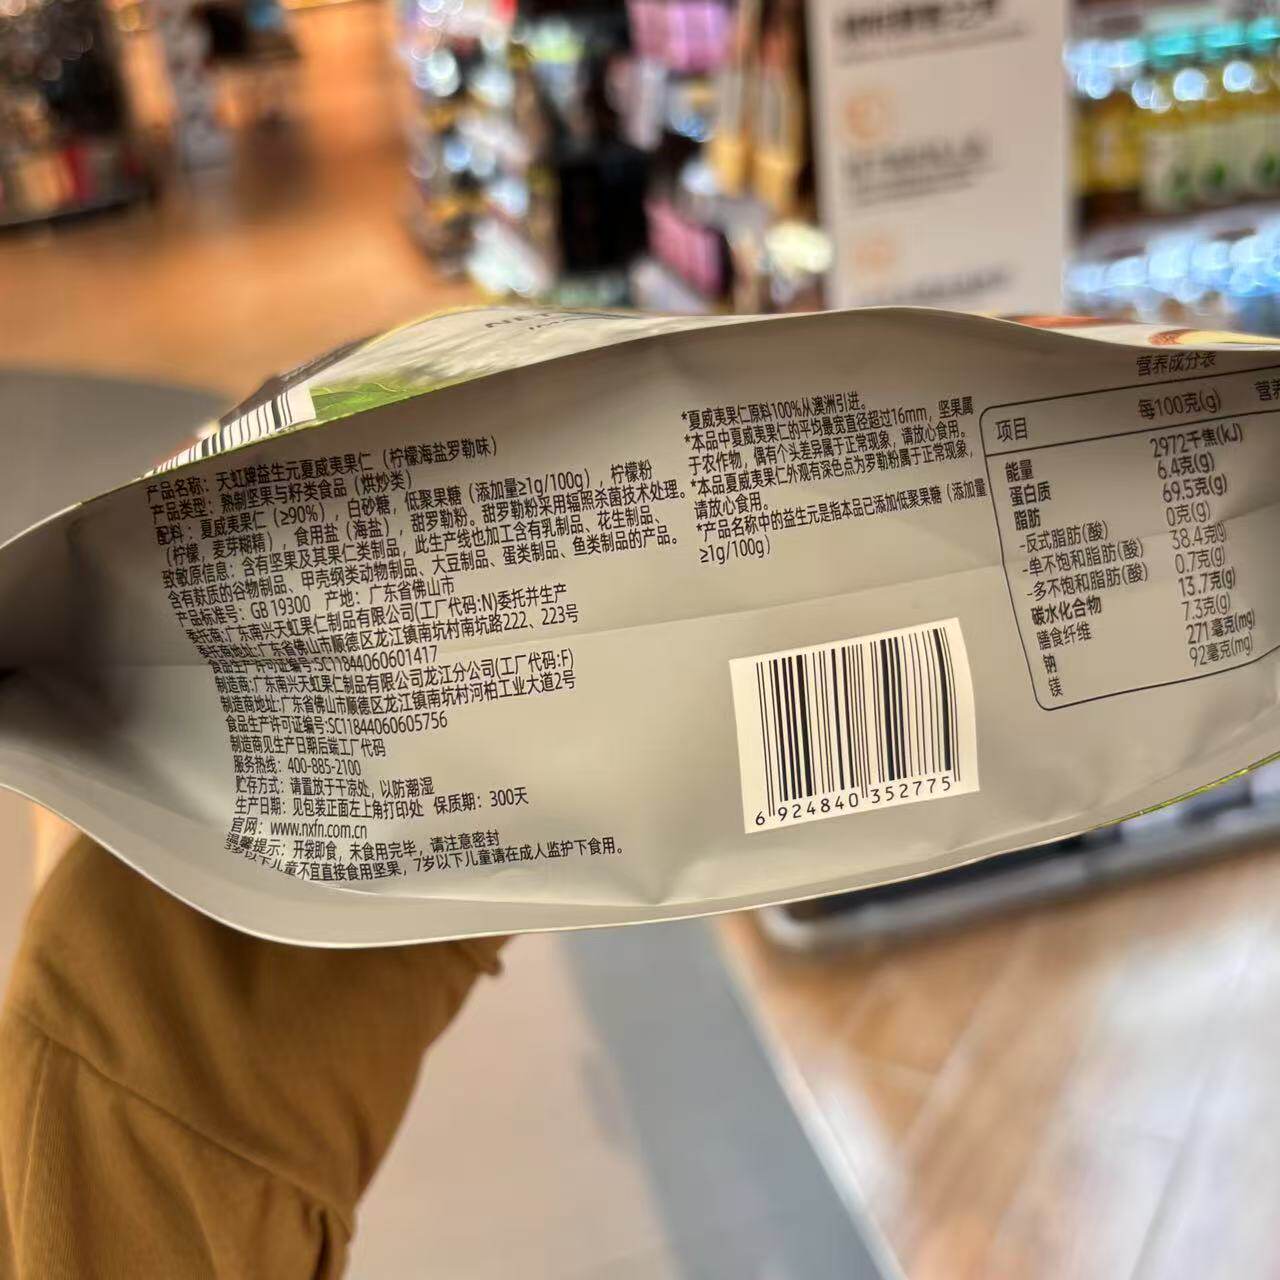 产品名称：天虹牌益生元夏威夷果仁（柠檬海盐罗勒味）
产品类型：熟制坚果与籽类食品（烘炒类）
配料：夏威夷果仁（≥90%），白砂糖，低聚果糖（添加量≥1g/100g），柠檬粉
（柠檬，麦芽糊精），食用盐（海盐），甜罗勒粉。甜罗勒粉采用辐照杀菌技术处理。
致敏原信息：含有坚果及其果仁类制品，此生产线也加工含有乳制品、花生制品、
含有麸质的谷物制品、甲壳纲类动物制品、大豆制品、蛋类制品、鱼类制品的产品。
产品标准号：GB 19300 产地：广东省佛山市
委托商:广东南兴天虹果仁制品有限公司(工厂代码:N)委托并生产
委托商地址:广东省佛山市顺德区龙江镇南坑村南坑路222、223号
食品生产许可证编号:SC11844060601417
制造商:广东南兴天虹果仁制品有限公司龙江分公司(工厂代码:F)
制造商地址:广东省佛山市顺德区龙江镇南坑村河柏工业大道2号
食品生产许可证编号:SC11844060605756
制造商见生产日期后端工厂代码
服务热线：400-885-2100
贮存方式：请置放于干凉处，以防潮湿
生产日期：见包装正面左上角打印处 保质期：300天
官网：www.nxfn.com.cn
温馨提示：开袋即食，未食用完毕，请注意密封
3岁以下儿童不宜直接食用坚果，7岁以下儿童请在成人监护下食用。
*夏威夷果仁原料100%从澳洲引进。
*本品中夏威夷果仁的平均最宽直径超过16mm，坚果属
于农作物，偶有个头差异属于正常现象，请放心食用。
*本品夏威夷果仁外观有深色点为罗勒粉属于正常现象，
请放心食用。
*产品名称中的益生元是指本品已添加低聚果糖（添加量
≥1g/100g）
6 924840 352775
营养成分表
项目 每100克(g) 营养
能量 2972千焦(kJ)
蛋白质 6.4克(g)
脂肪 69.5克(g)
-反式脂肪(酸) 0克(g)
-单不饱和脂肪(酸) 38.4克(g)
-多不饱和脂肪(酸) 0.7克(g)
碳水化合物 13.7克(g)
膳食纤维 7.3克(g)
钠 271毫克(mg)
镁 92毫克(mg)